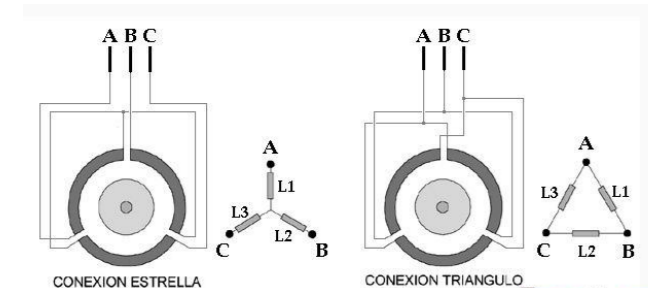 A B C
A
L1
L3
L2
C
B
CONEXION ESTRELLA
A B C
A
L3
L1
C
L2
B
CONEXION TRIANGULO